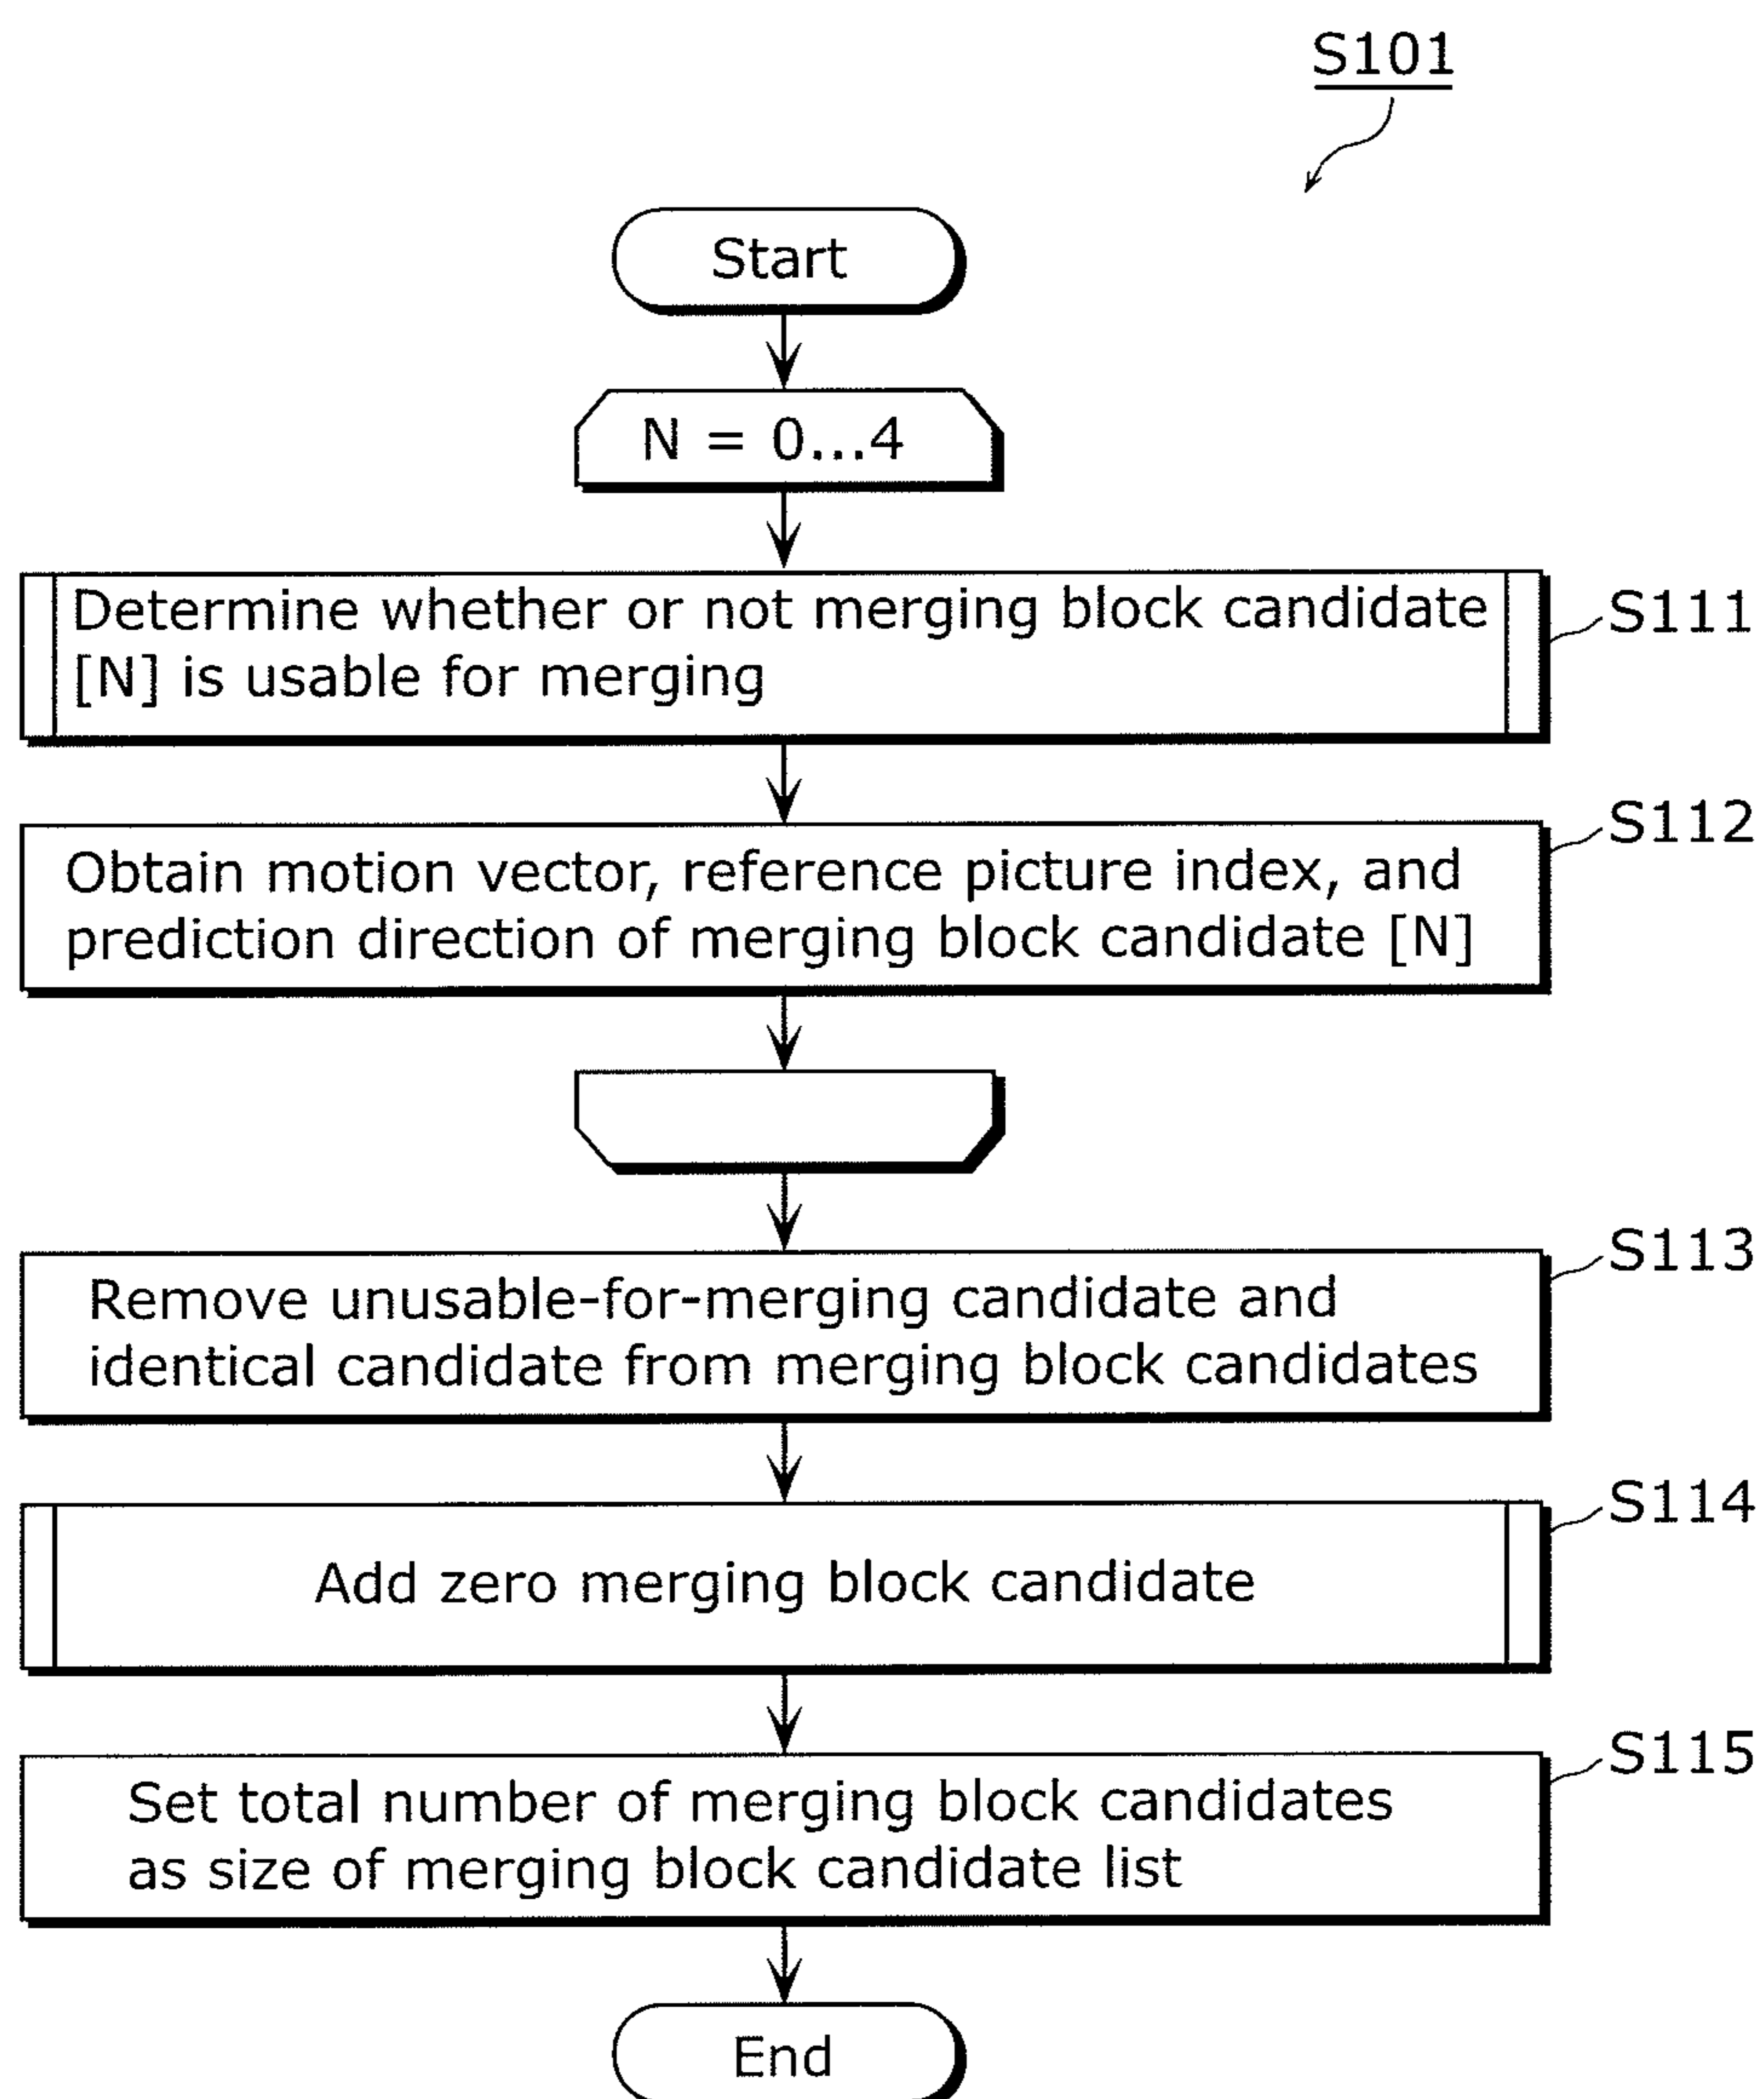 S101
Start
N = 0...4
Determine whether or not merging block candidate
[N] is usable for merging
S111
S112
Obtain motion vector, reference picture index, and
prediction direction of merging block candidate [N]
S113
Remove unusable-for-merging candidate and
identical candidate from merging block candidates
S114
Add zero merging block candidate
S115
Set total number of merging block candidates
as size of merging block candidate list
End